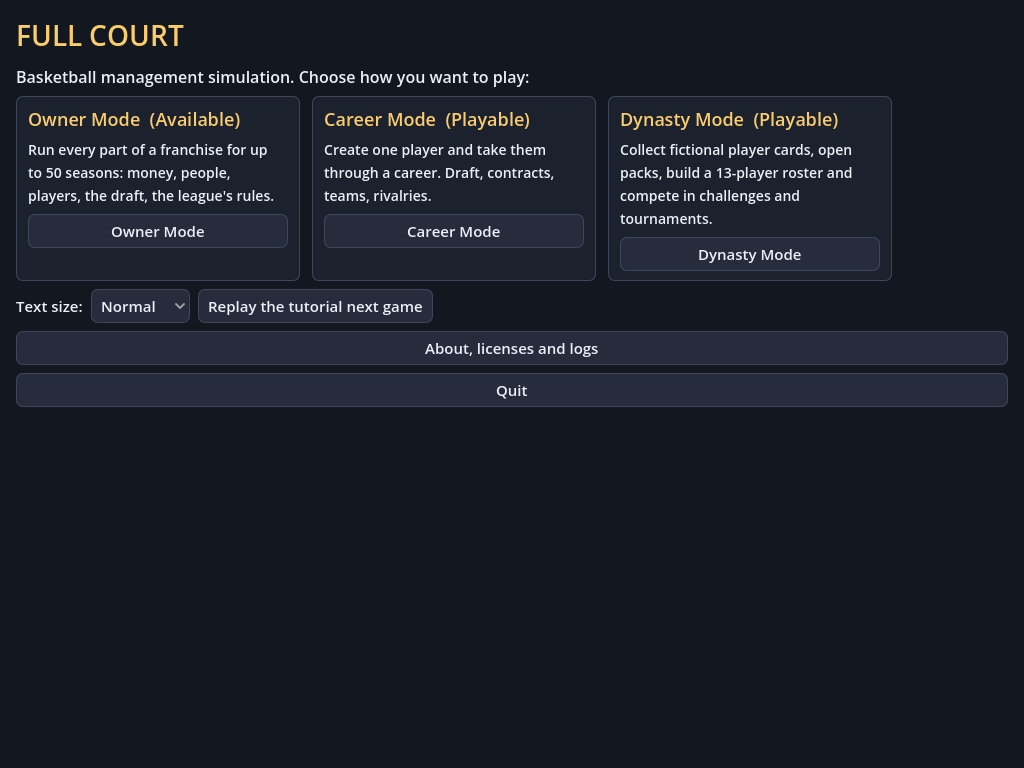 FULL COURT
Basketball management simulation. Choose how you want to play:
Owner Mode (Available)
Run every part of a franchise for up
to 50 seasons: money, people,
players, the draft, the league's rules.
Owner Mode
Career Mode (Playable)
Create one player and take them
through a career. Draft, contracts,
teams, rivalries.
Career Mode
Dynasty Mode (Playable)
Collect fictional player cards, open
packs, build a 13-player roster and
compete in challenges and
tournaments.
Dynasty Mode
Text size: Normal Replay the tutorial next game
About, licenses and logs
Quit